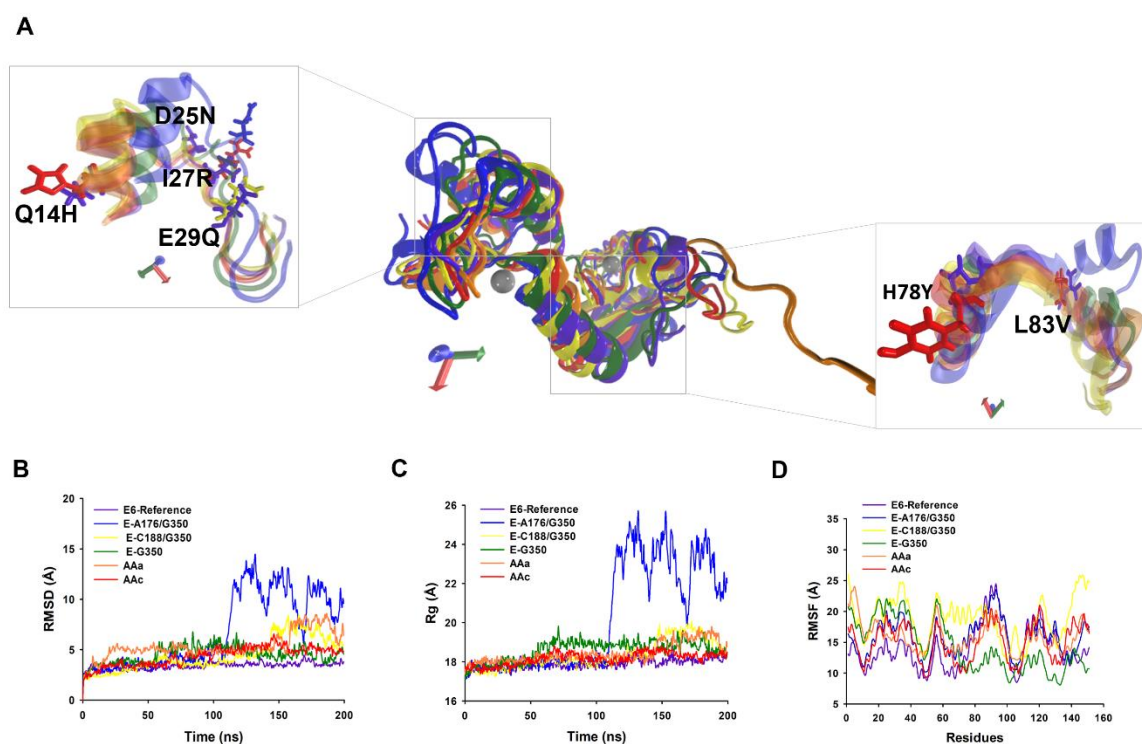 A
D25N
I27R
Q14H
E29Q
H78Y
L83V
B
C
D
E6-Reference
E-A176/G350
E-C188/G350
E-G350
AAa
AAc
20
15
10
5
0
RMSD (Å)
0 50 100 150 200
Time (ns)
E6-Reference
E-A176/G350
E-C188/G350
E-G350
AAa
AAc
26
24
22
20
18
16
Rg (Å)
0 50 100 150 200
Time (ns)
E6-Reference
E-A176/G350
E-C188/G350
E-G350
AAa
AAc
35
30
25
20
15
10
5
RMSF (Å)
0 20 40 60 80 100 120 140 160
Residues